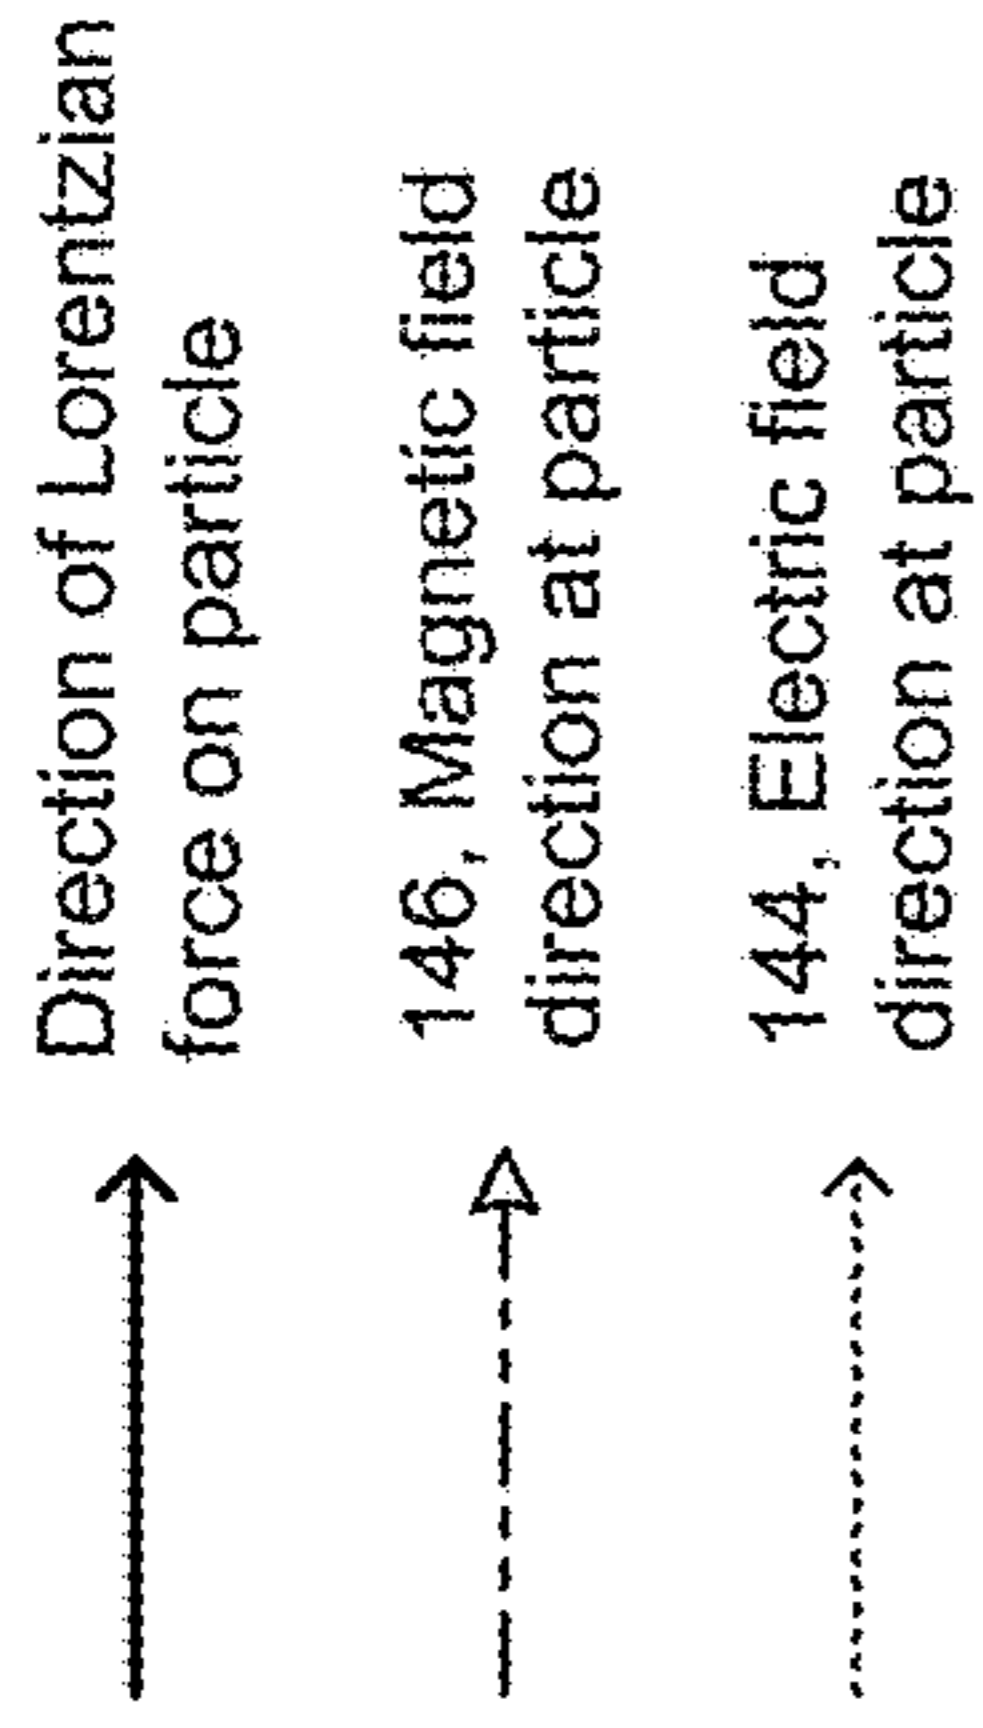 Direction of Lorentzian
force on particle
146, Magnetic field
direction at particle
144, Electric field
direction at particle